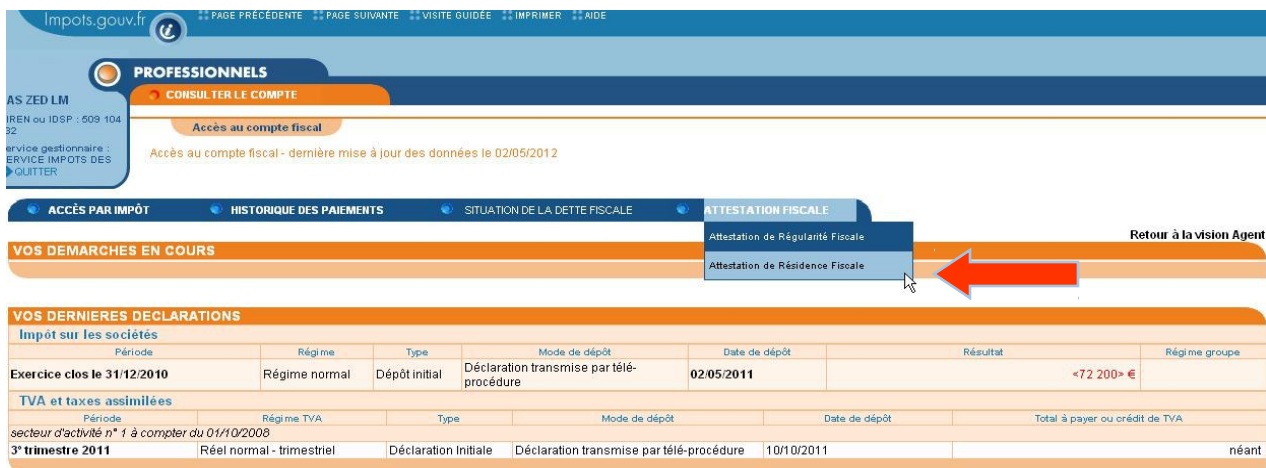 Impots.gouv.fr
PAGE PRÉCÉDENTE PAGE SUIVANTE VISITE GUIDÉE IMPRIMER AIDE
PROFESSIONNELS
CONSULTER LE COMPTE
AS ZED LM
IREN ou IDSP : 509 104
32
ervice gestionnaire :
ERVICE IMPOTS DES
QUITTER
Accès au compte fiscal
Accès au compte fiscal - dernière mise à jour des données le 02/05/2012
ACCÈS PAR IMPÔT HISTORIQUE DES PAIEMENTS SITUATION DE LA DETTE FISCALE ATTESTATION FISCALE
Attestation de Régularité Fiscale
Attestation de Résidence Fiscale
Retour à la vision Agent
VOS DEMARCHES EN COURS
VOS DERNIERES DECLARATIONS
Impôt sur les sociétés
Période Régime Type Mode de dépôt Date de dépôt Résultat Régime groupe
Exercice clos le 31/12/2010 Régime normal Dépôt initial Déclaration transmise par télé-
procédure 02/05/2011 <72 200> €
TVA et taxes assimilées
Période Régime TVA Type Mode de dépôt Date de dépôt Total à payer ou crédit de TVA
secteur d'activité n° 1 à compter du 01/10/2008
3° trimestre 2011 Réel normal - trimestriel Déclaration Initiale Déclaration transmise par télé-procédure 10/10/2011 néant